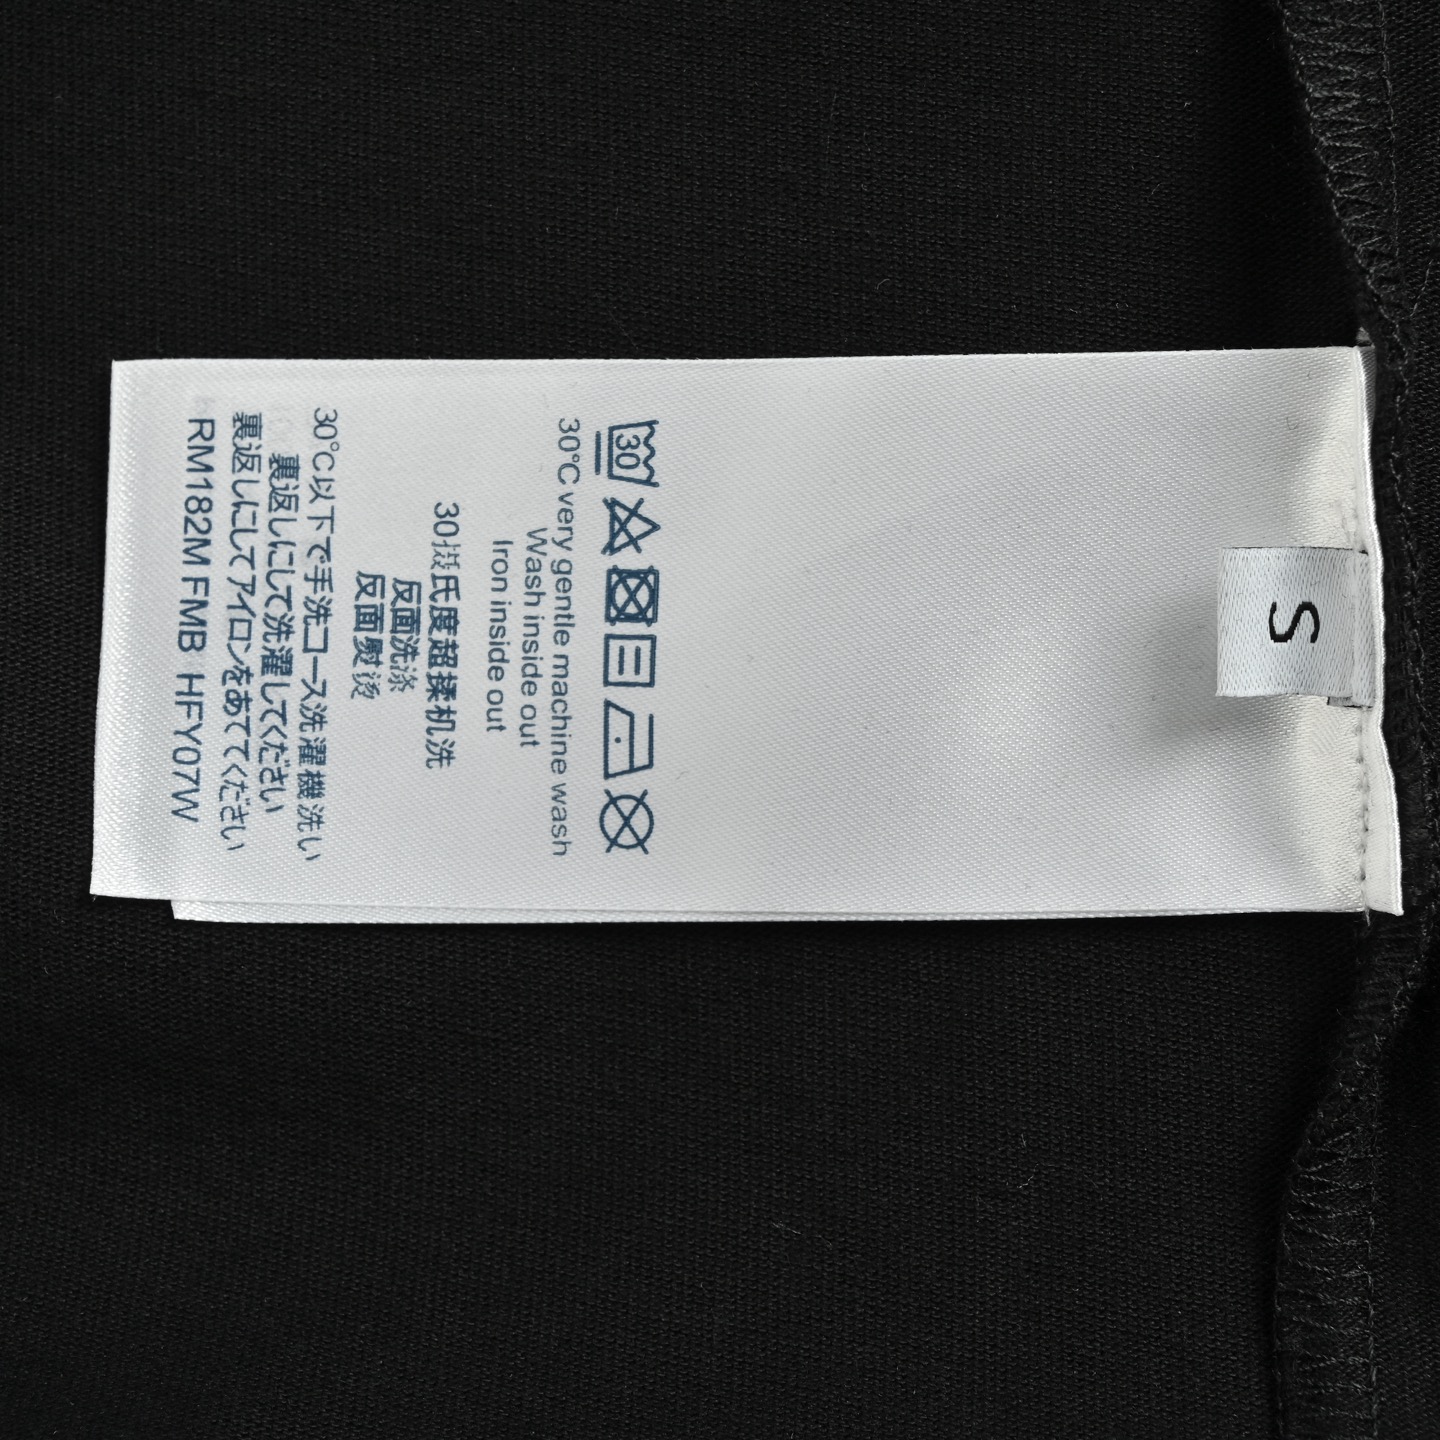 S
30
30°C very gentle machine wash
Wash inside out
Iron inside out
30摄氏度超揉机洗
反面洗涤
反面熨烫
30°C以下で手洗コース洗濯機洗い
裏返しにして洗濯してください
裏返しにしてアイロンをあててください
RM182M FMB HFY07W